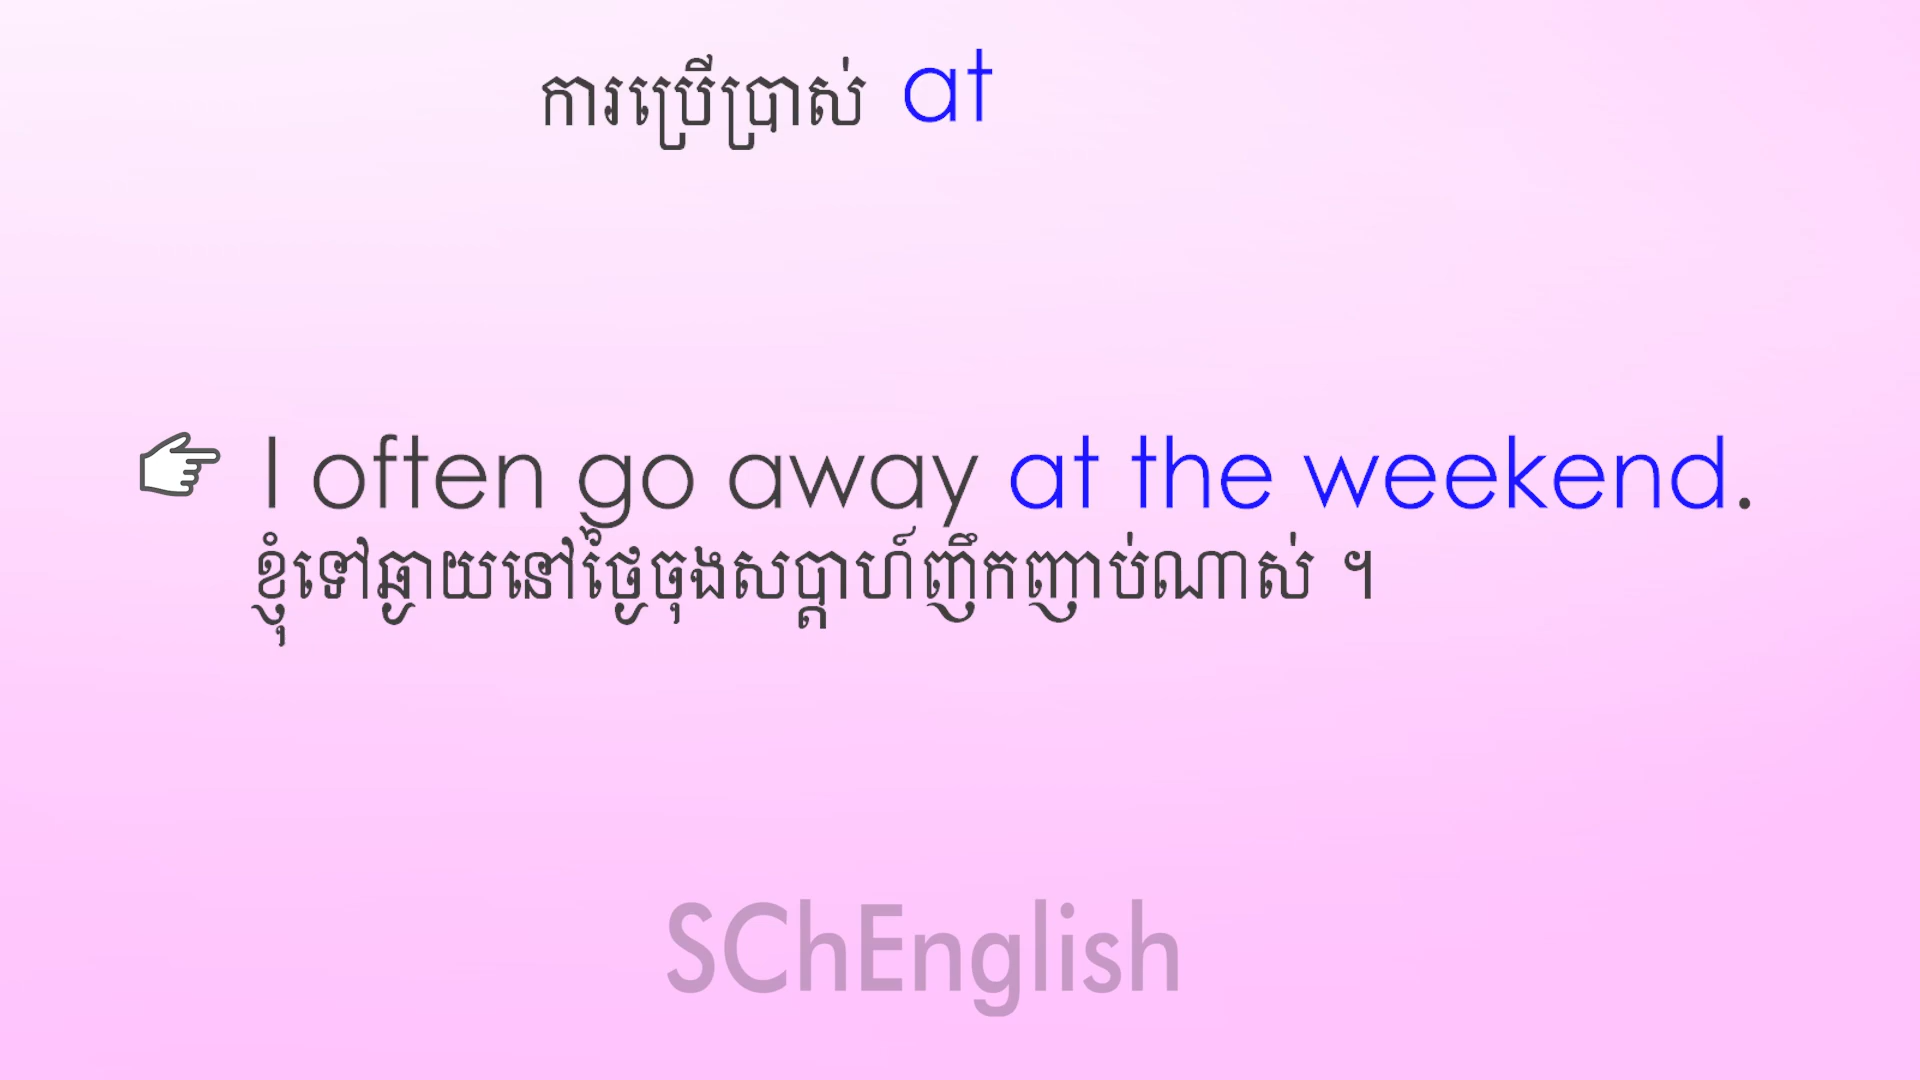 ការប្រើប្រាស់ at
I often go away at the weekend.
ខ្ញុំទៅឆ្ងាយនៅថ្ងៃចុងសប្ដាហ៍ញឹកញាប់ណាស់ ។
SChEnglish